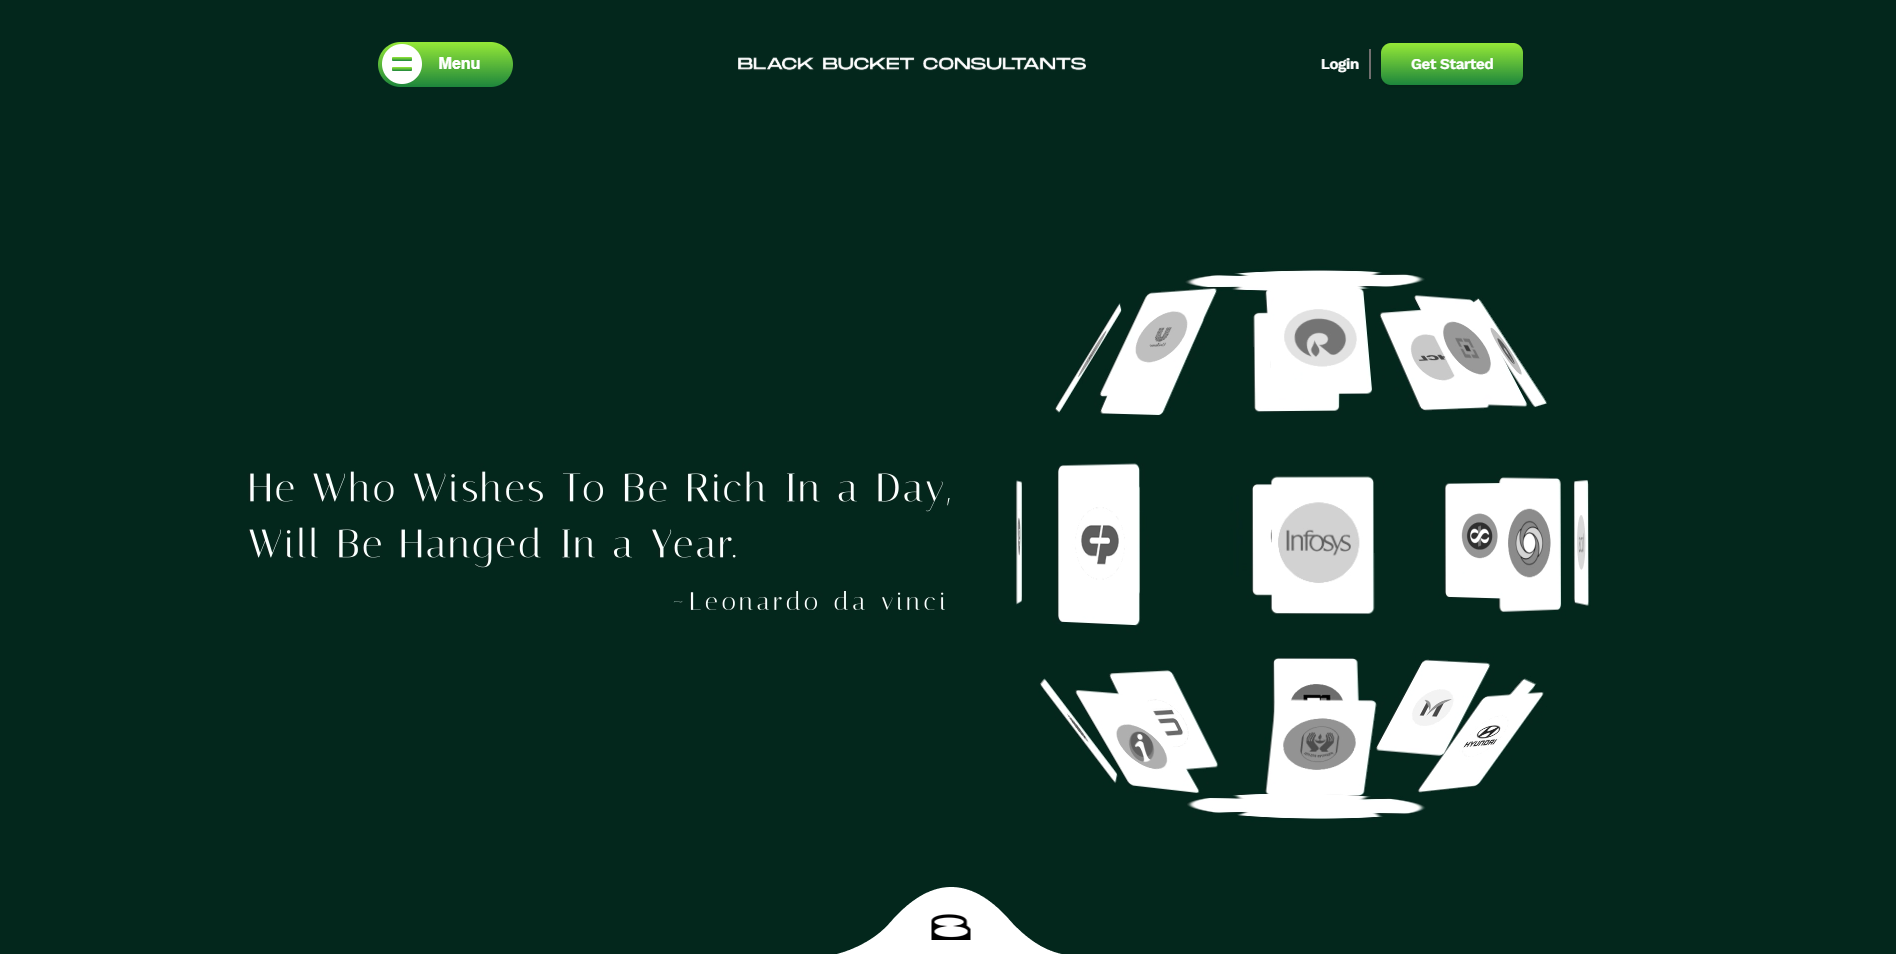 Menu
BLACK BUCKET CONSULTANTS
Login
Get Started
He Who Wishes To Be Rich In a Day,
Will Be Hanged In a Year.
~Leonardo da vinci
Infosys
HYUNDAI
B